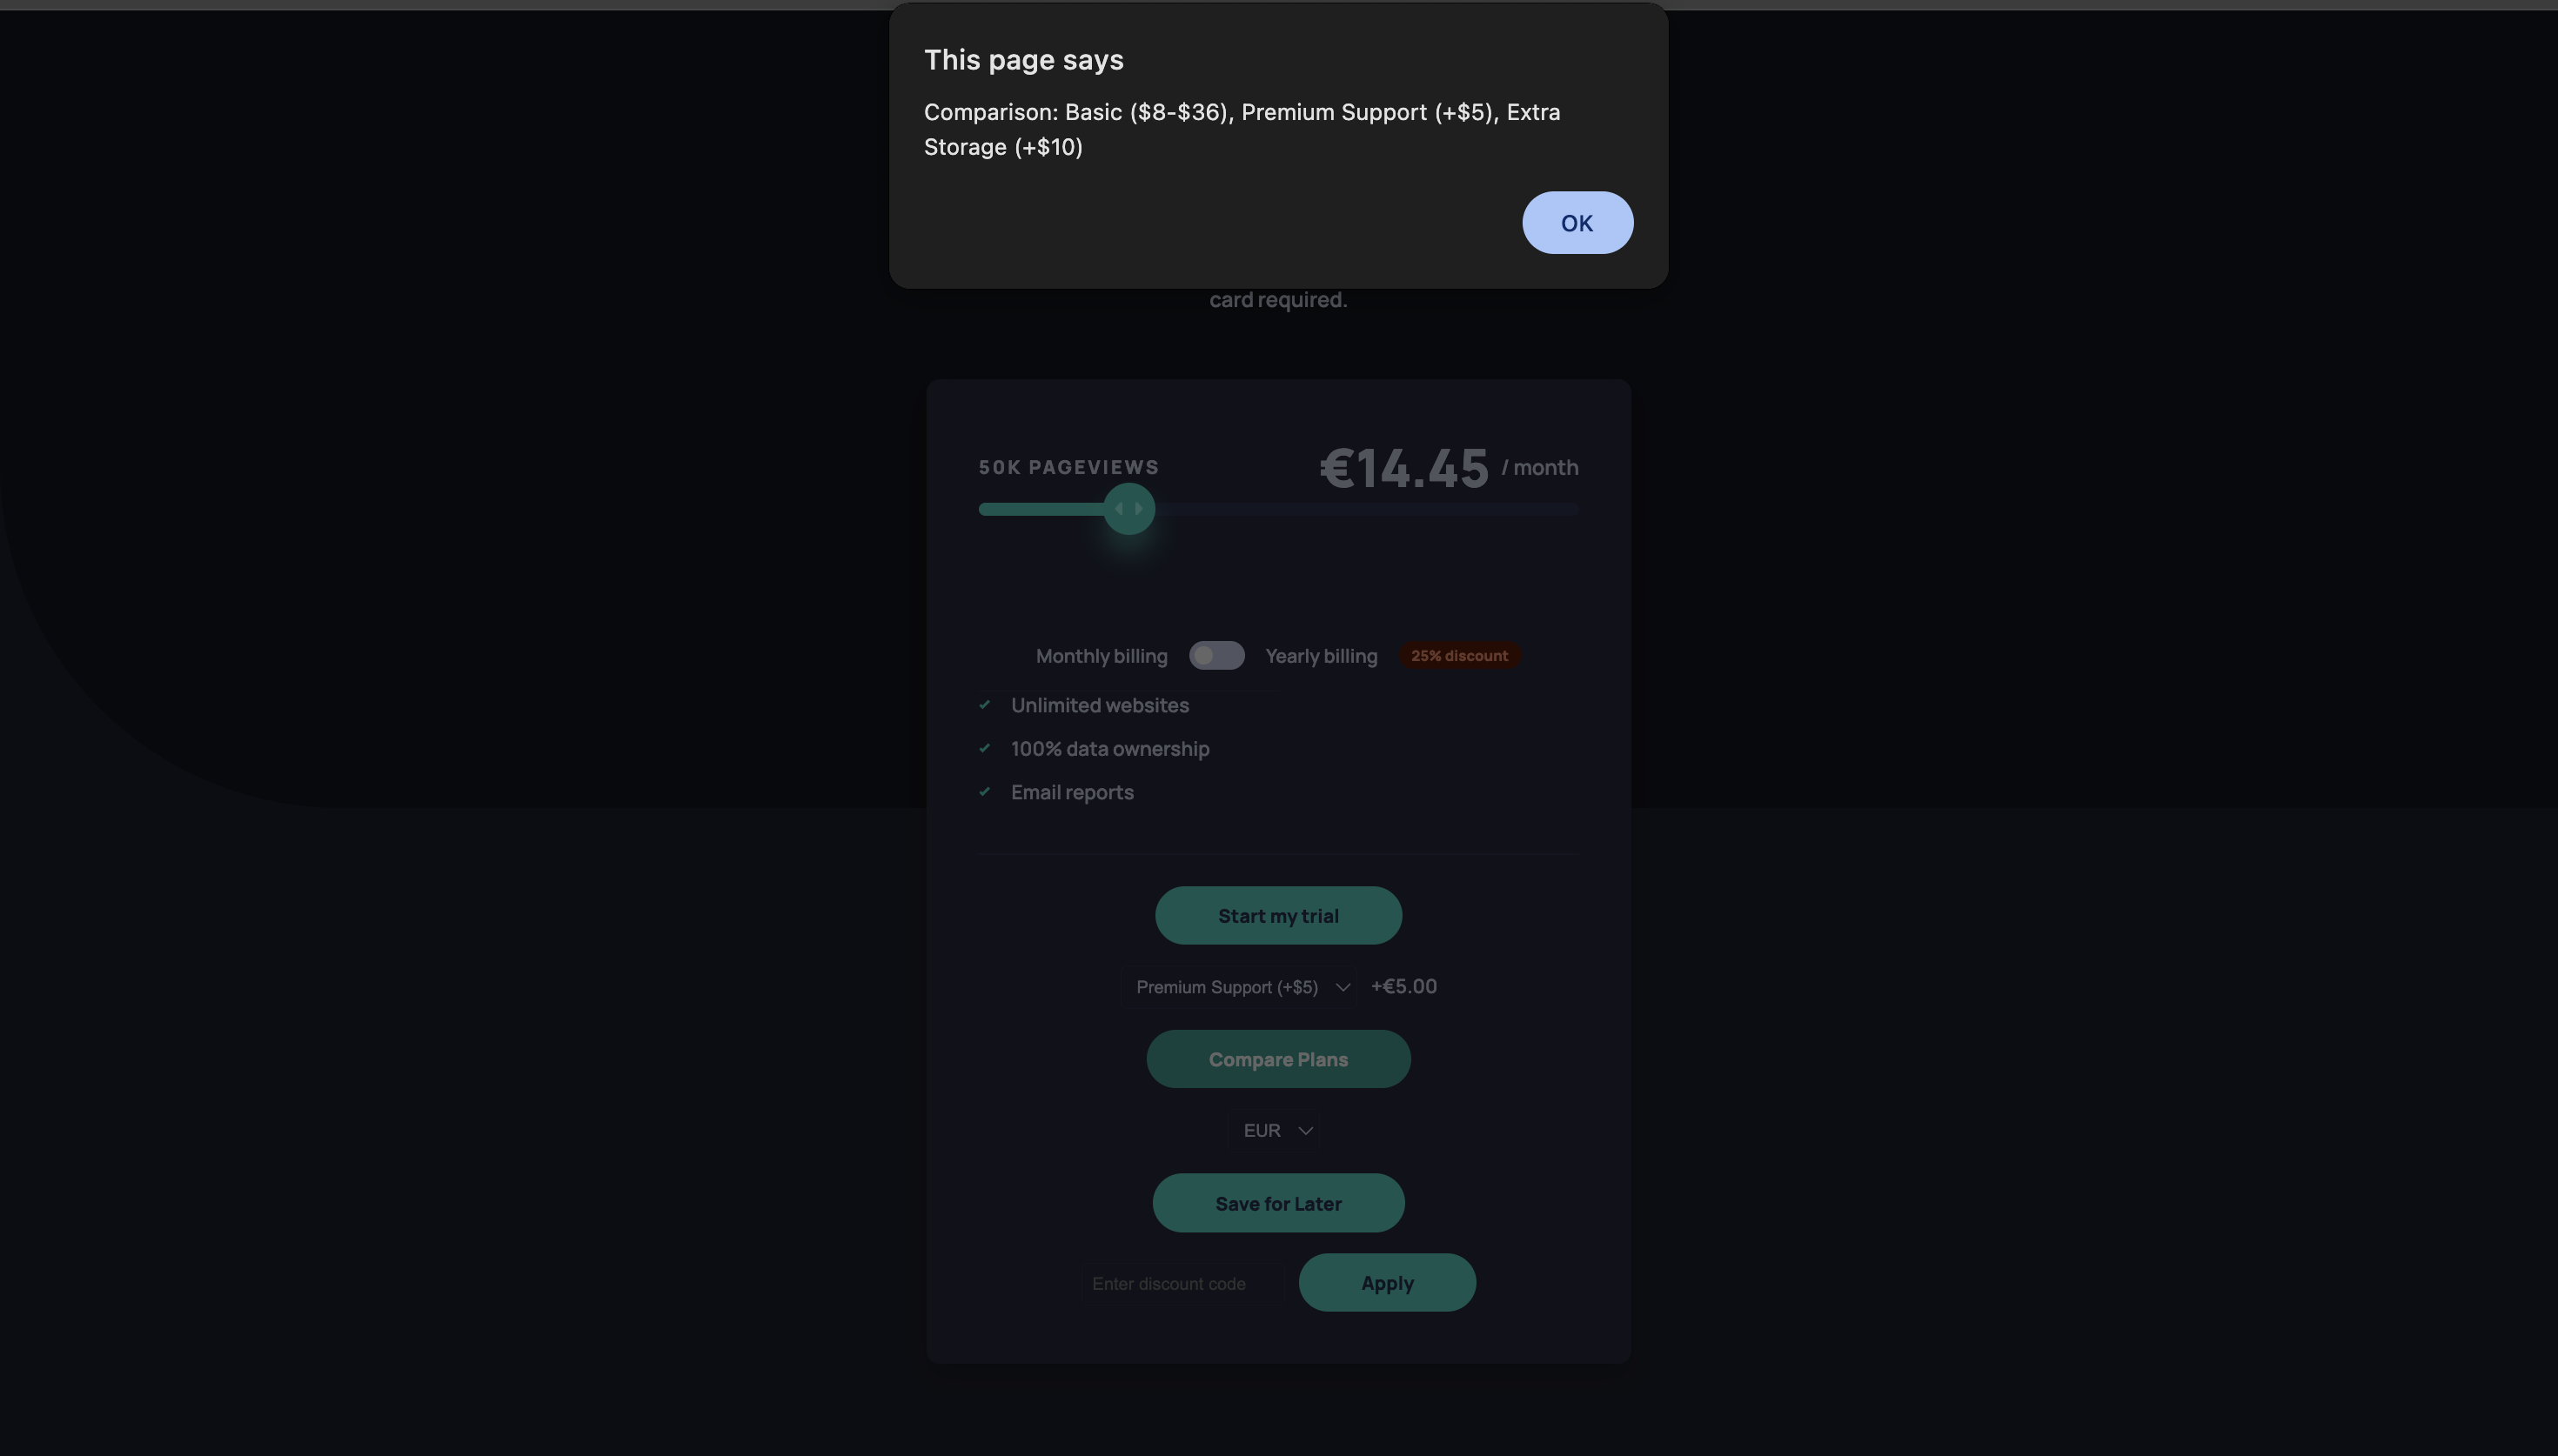 This page says
Comparison: Basic ($8-$36), Premium Support (+$5), Extra
Storage (+$10)
OK
card required.
50K PAGEVIEWS
€14.45 / month
Monthly billing Yearly billing 25% discount
Unlimited websites
100% data ownership
Email reports
Start my trial
Premium Support (+$5) +€5.00
Compare Plans
EUR
Save for Later
Enter discount code Apply